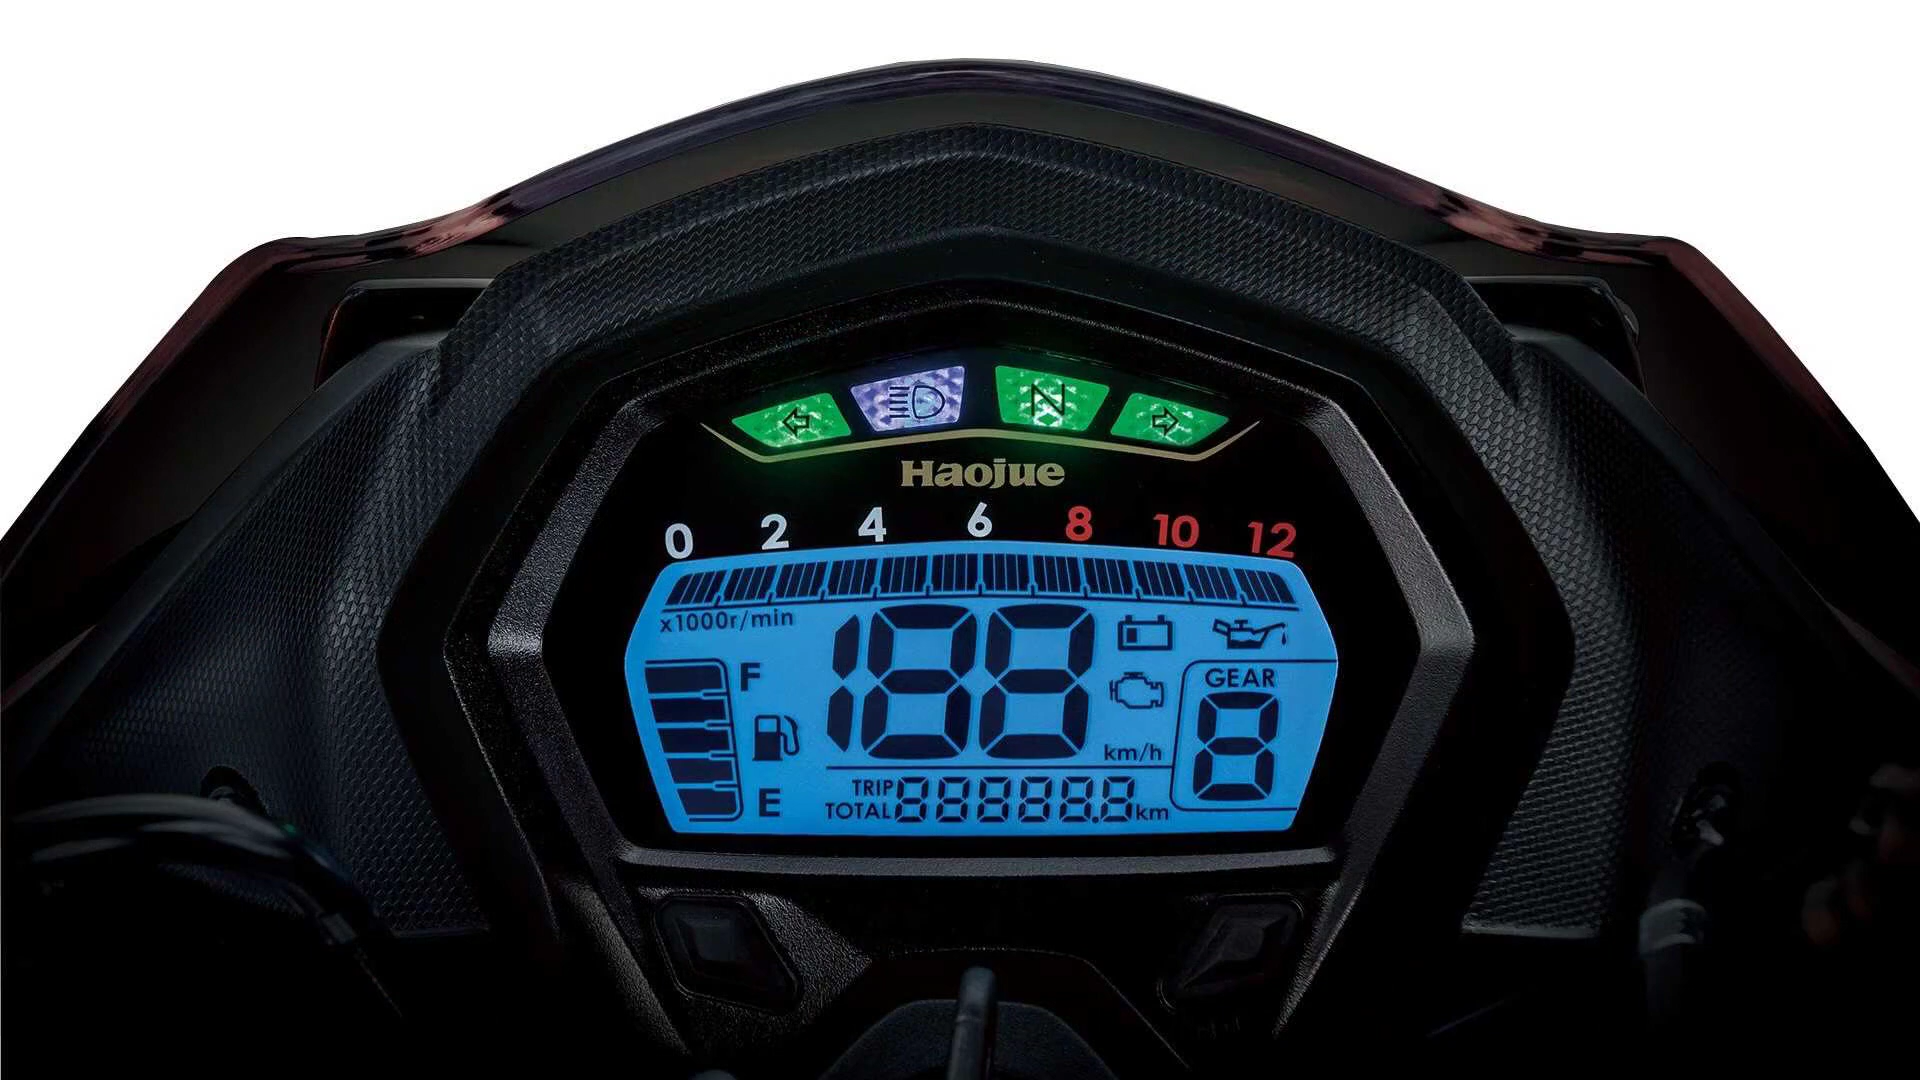 N
Haojue
0 2 4 6 8 10 12
x1000r/min
188
F
GEAR
8
km/h
TRIP
TOTAL 88888.8 km
E